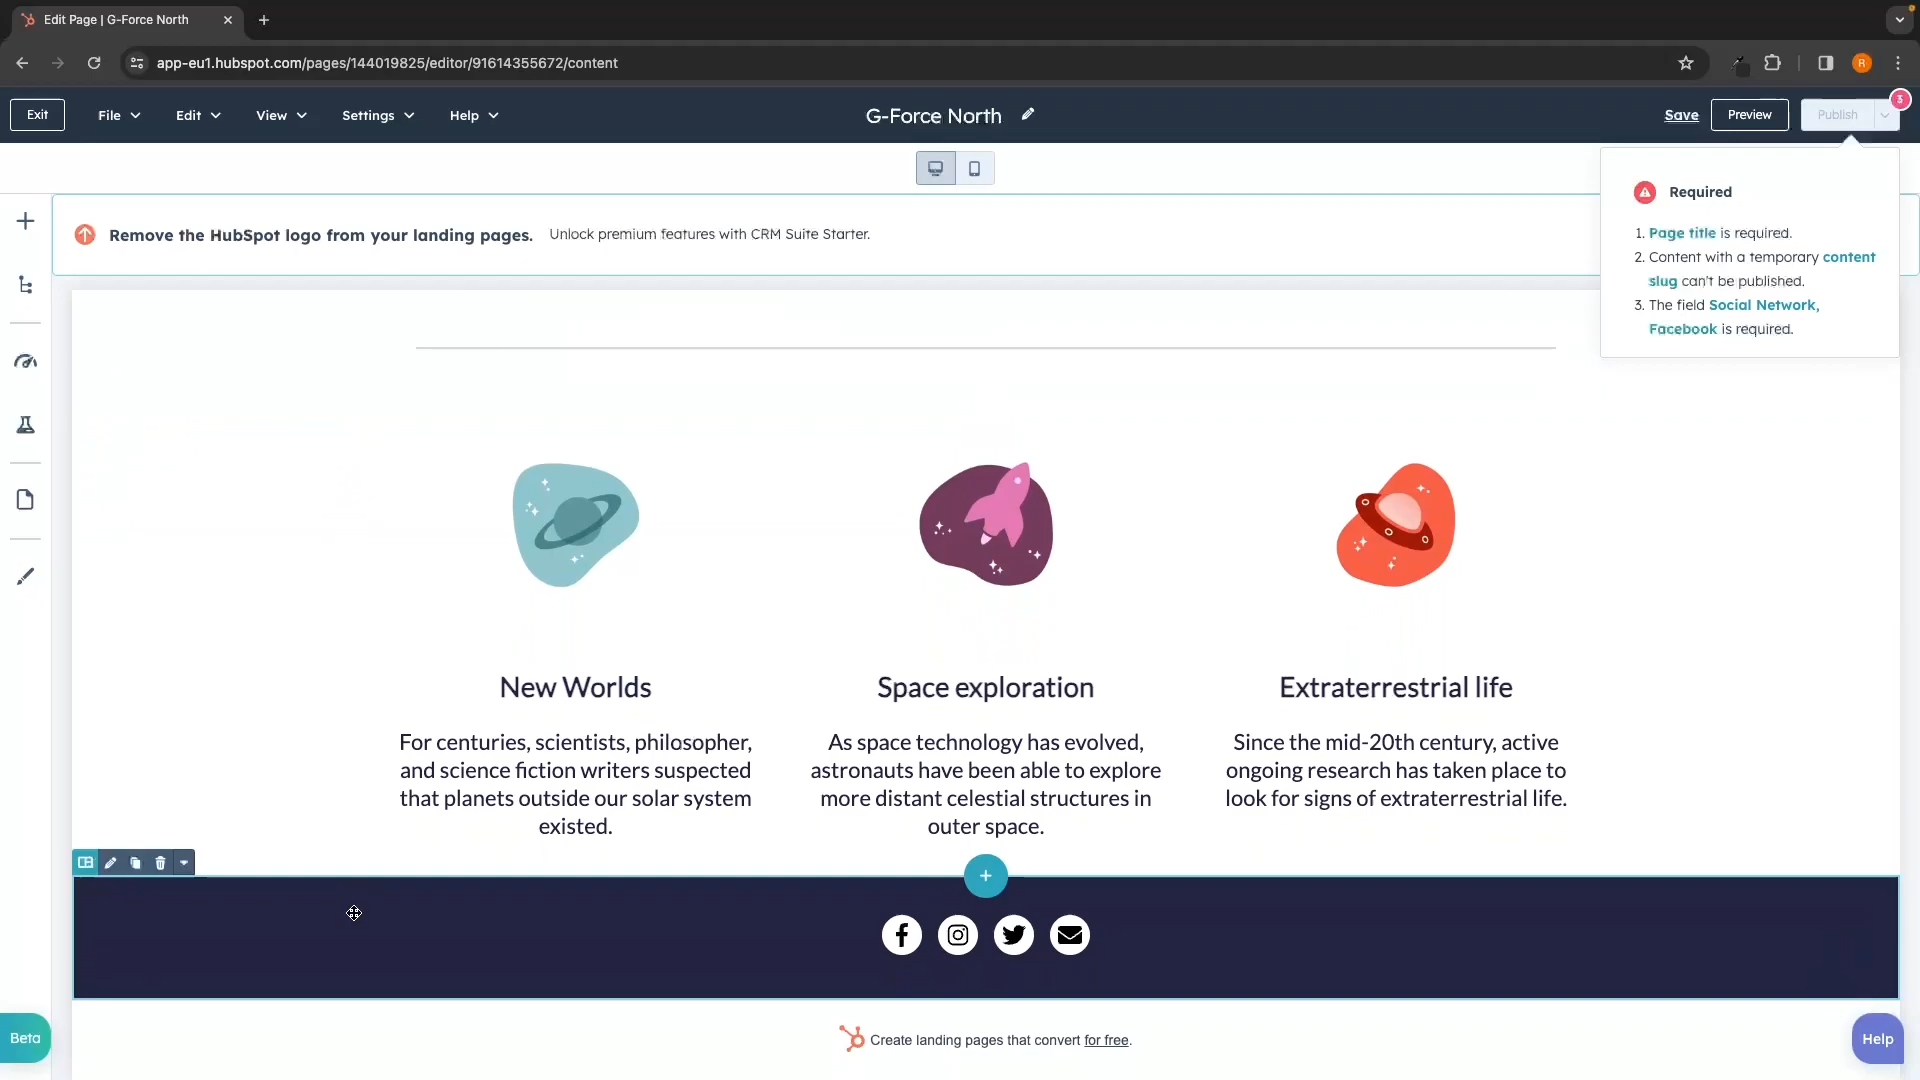 Edit Page | G-Force North
app-eu1.hubspot.com/pages/144019825/editor/91614355672/content
R
Exit
File
Edit
View
Settings
Help
G-Force North
Save
Preview
Publish
3
Remove the HubSpot logo from your landing pages. Unlock premium features with CRM Suite Starter.
Required
1. Page title is required.
2. Content with a temporary content
slug can't be published.
3. The field Social Network,
Facebook is required.
New Worlds
For centuries, scientists, philosopher,
and science fiction writers suspected
that planets outside our solar system
existed.
Space exploration
As space technology has evolved,
astronauts have been able to explore
more distant celestial structures in
outer space.
Extraterrestrial life
Since the mid-20th century, active
ongoing research has taken place to
look for signs of extraterrestrial life.
Create landing pages that convert for free.
Beta
Help